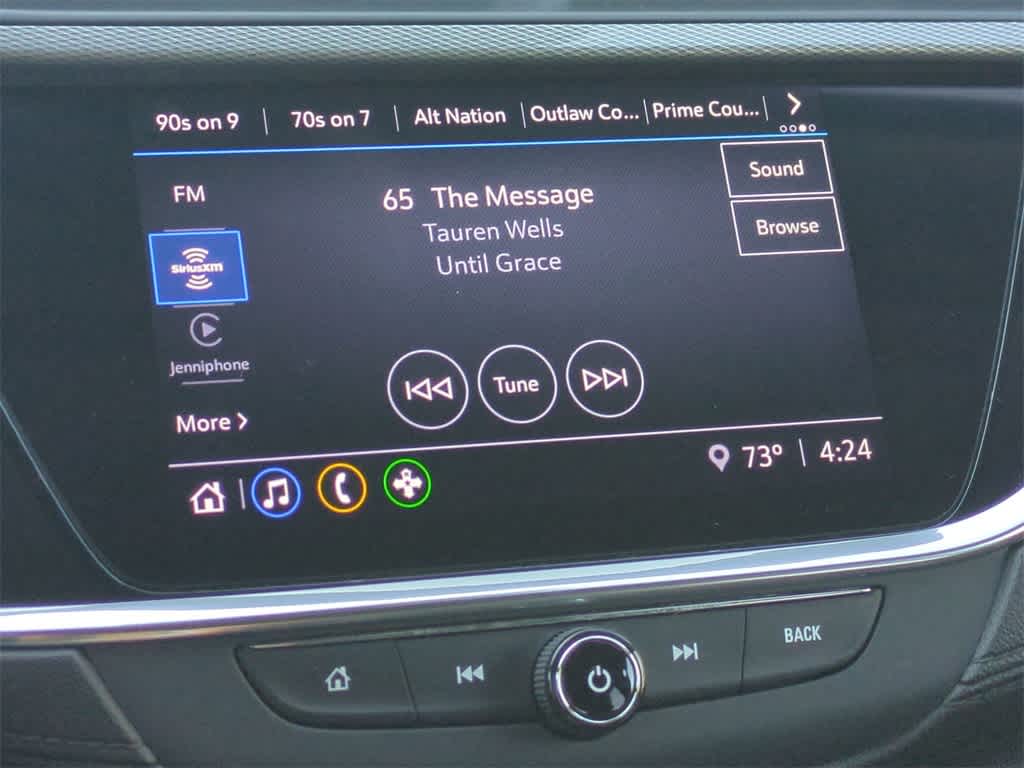 90s on 9 | 70s on 7 | Alt Nation | Outlaw Co... | Prime Cou... |
FM
65 The Message
Sound
Tauren Wells
Browse
SiriusXM
Until Grace
Jenniphone
Tune
More
73° | 4:24
BACK